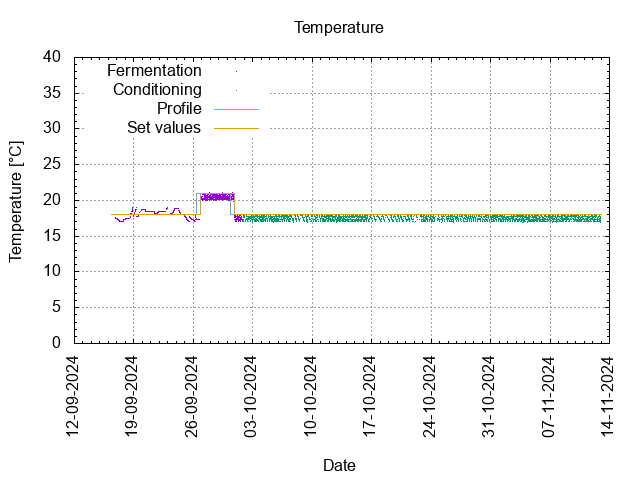 Temperature
Fermentation
Conditioning
Profile
Set values
40
35
30
25
20
15
10
5
0
Temperature [°C]
12-09-2024
19-09-2024
26-09-2024
03-10-2024
10-10-2024
17-10-2024
24-10-2024
31-10-2024
07-11-2024
14-11-2024
Date